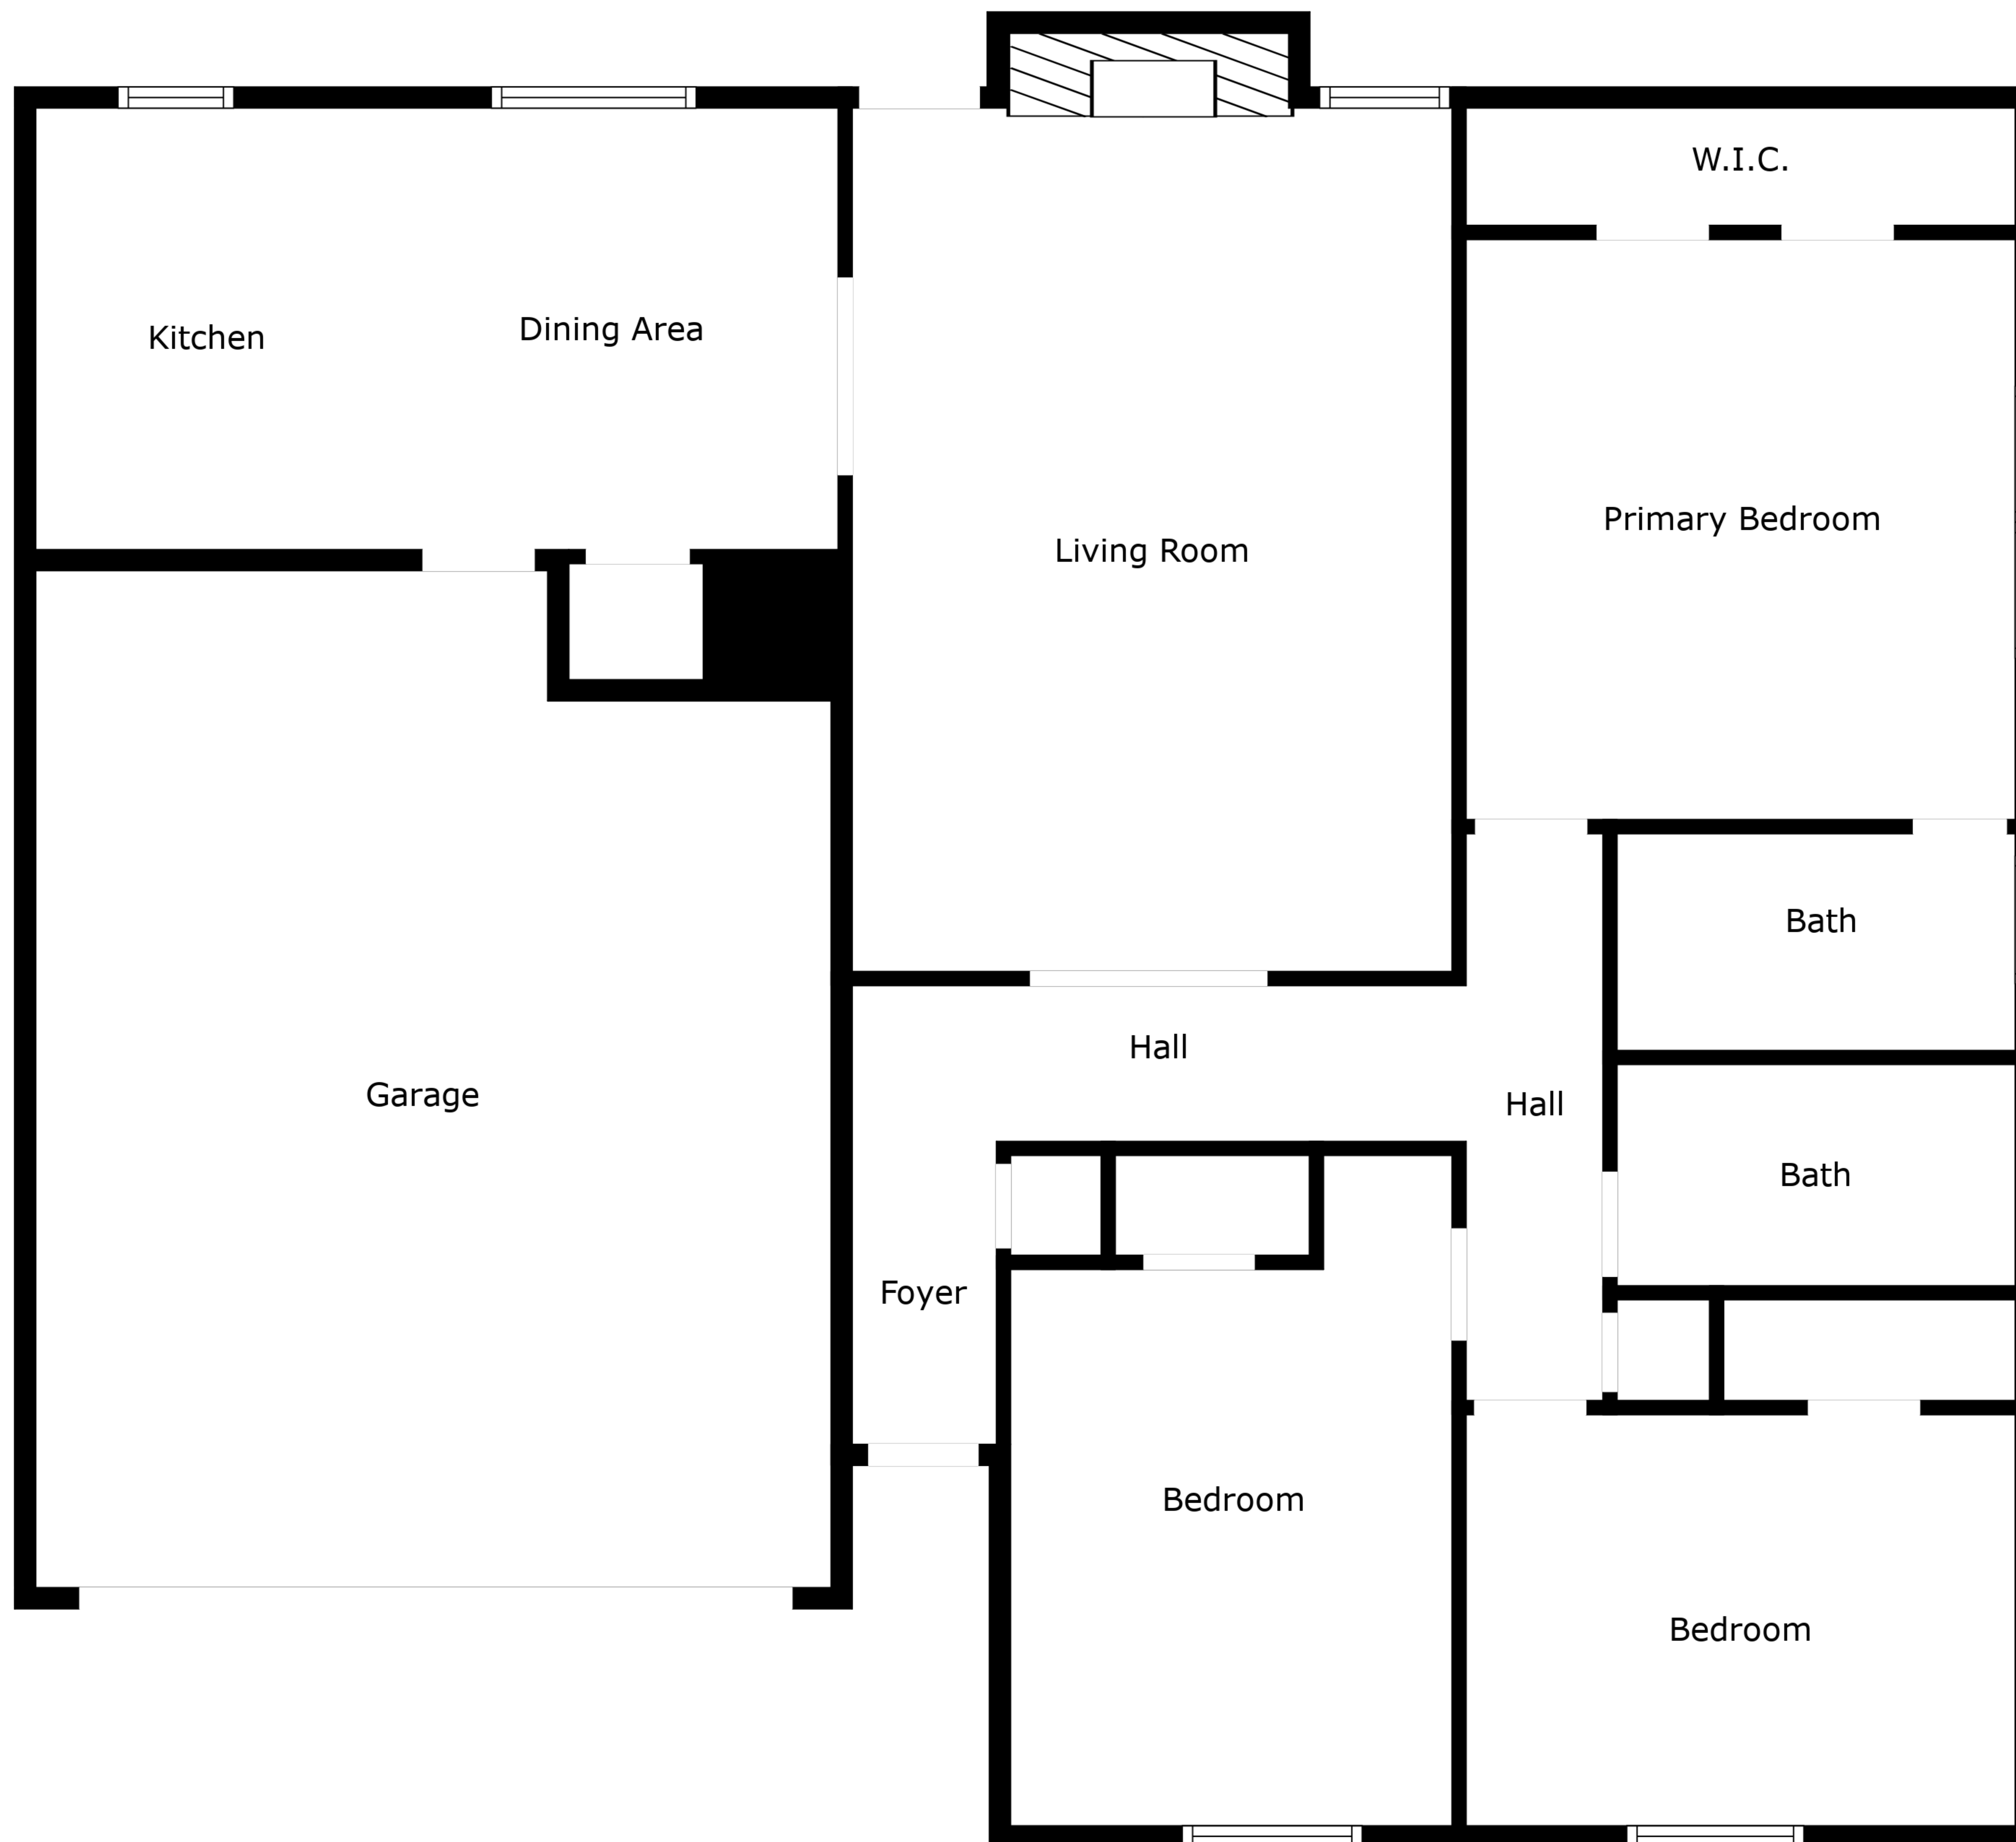 W.I.C.
Kitchen
Dining Area
Primary Bedroom
Living Room
Bath
Hall
Garage
Hall
Bath
Foyer
Bedroom
Bedroom